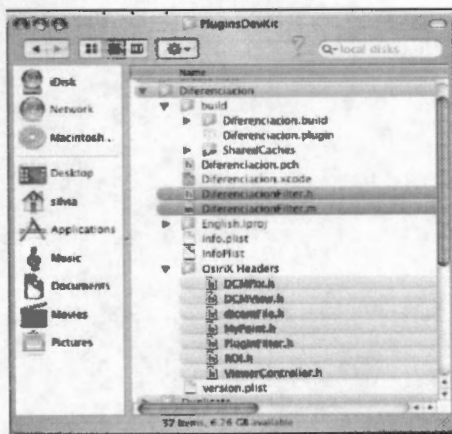 PluginsDevKit
local disks
Name
iDisk
Network
Macintosh...
Desktop
silvia
Applications
Music
Documents
Movies
Pictures
Diferenciacion
build
Diferenciacion.build
Diferenciacion.plugin
SharedCaches
Diferenciacion.pch
Diferenciacion.xcode
DiferenciacionFilter.h
DiferenciacionFilter.m
English.lproj
Info.plist
InfoPlist
OsiriX Headers
DCMPix.h
DCMView.h
dicomFile.h
MyPoint.h
PluginFilter.h
ROI.h
ViewerController.h
version.plist
Duplicate
37 items, 6.26 GB available